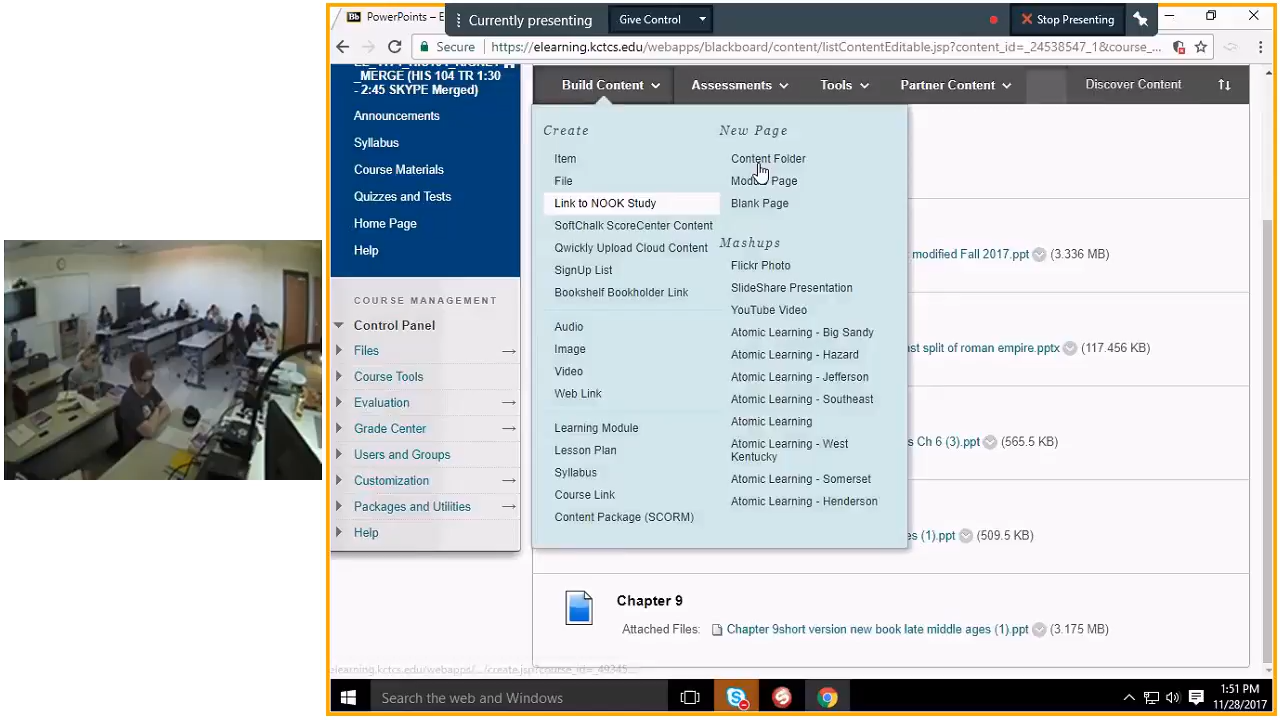 PowerPoints – E
Currently presenting
Give Control
Stop Presenting
Secure
https://elearning.kctcs.edu/webapps/blackboard/content/listContentEditable.jsp?content_id=_24538547_1&course_...
_MERGE (HIS 104 TR 1:30
- 2:45 SKYPE Merged)
Announcements
Syllabus
Course Materials
Quizzes and Tests
Home Page
Help
COURSE MANAGEMENT
Control Panel
Files
Course Tools
Evaluation
Grade Center
Users and Groups
Customization
Packages and Utilities
Help
Build Content
Assessments
Tools
Partner Content
Discover Content
Create
Item
File
Link to NOOK Study
SoftChalk ScoreCenter Content
Qwickly Upload Cloud Content
SignUp List
Bookshelf Bookholder Link
Audio
Image
Video
Web Link
Learning Module
Lesson Plan
Syllabus
Course Link
Content Package (SCORM)
New Page
Content Folder
Module Page
Blank Page
Mashups
Flickr Photo
SlideShare Presentation
YouTube Video
Atomic Learning - Big Sandy
Atomic Learning - Hazard
Atomic Learning - Jefferson
Atomic Learning - Southeast
Atomic Learning
Atomic Learning - West
Kentucky
Atomic Learning - Somerset
Atomic Learning - Henderson
modified Fall 2017.ppt (3.336 MB)
ast split of roman empire.pptx (117.456 KB)
s Ch 6 (3).ppt (565.5 KB)
es (1).ppt (509.5 KB)
Chapter 9
Attached Files: Chapter 9short version new book late middle ages (1).ppt (3.175 MB)
elearning.kctcs.edu/webapps/.../create.jsp?course_id=_49345...
Search the web and Windows
1:51 PM
11/28/2017